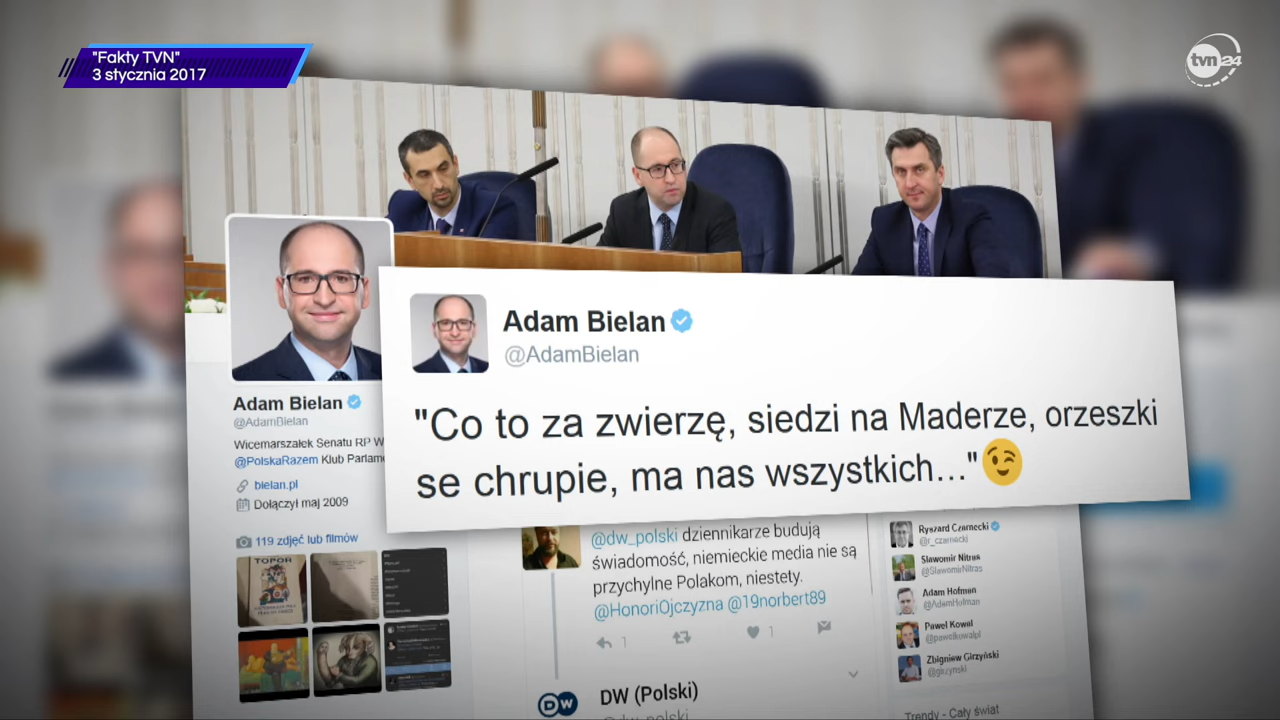 "Fakty TVN"
3 stycznia 2017
tvn24
Adam Bielan
@AdamBielan
"Co to za zwierzę, siedzi na Maderze, orzeszki
se chrupie, ma nas wszystkich..."😉
Adam Bielan
@AdamBielan
Wicemarszałek Senatu RP W
@PolskaRazem Klub Parlame
bielan.pl
Dołączył maj 2009
119 zdjęć lub filmów
TOPOR
@dw_polski dziennikarze budują
świadomość, niemieckie media nie są
przychylne Polakom, niestety.
@HonoriOjczyzna @19norbert89
1
1
DW
DW (Polski)
@dw_polski
Ryszard Czarnecki
@r_czarnecki
Sławomir Nitras
@SlawomirNitras
Adam Hofman
@AdamHofman
Paweł Kowal
@pawelkowalpl
Zbigniew Girzyński
@girzynski
Trendy - Cały świat